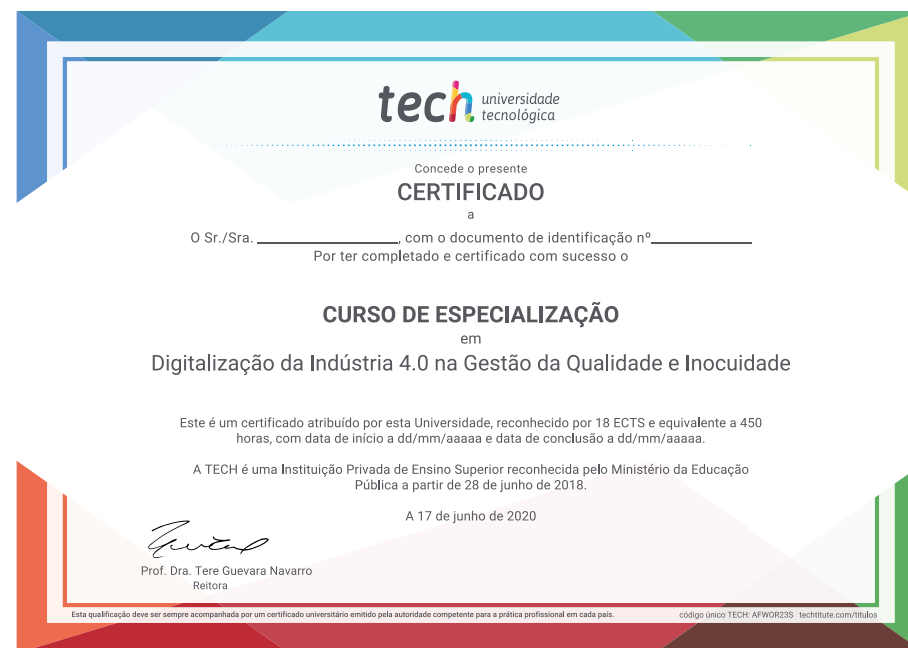 tech universidade
tecnológica
Concede o presente
CERTIFICADO
a
O Sr./Sra. ____________________, com o documento de identificação nº______________
Por ter completado e certificado com sucesso o
CURSO DE ESPECIALIZAÇÃO
em
Digitalização da Indústria 4.0 na Gestão da Qualidade e Inocuidade
Este é um certificado atribuído por esta Universidade, reconhecido por 18 ECTS e equivalente a 450
horas, com data de início a dd/mm/aaaaa e data de conclusão a dd/mm/aaaaa.
A TECH é uma Instituição Privada de Ensino Superior reconhecida pelo Ministério da Educação
Pública a partir de 28 de junho de 2018.
A 17 de junho de 2020
Prof. Dra. Tere Guevara Navarro
Reitora
Esta qualificação deve ser sempre acompanhada por um certificado universitário emitido pela autoridade competente para a prática profissional em cada país. código único TECH: AFWOR23S techtitute.com/titulos